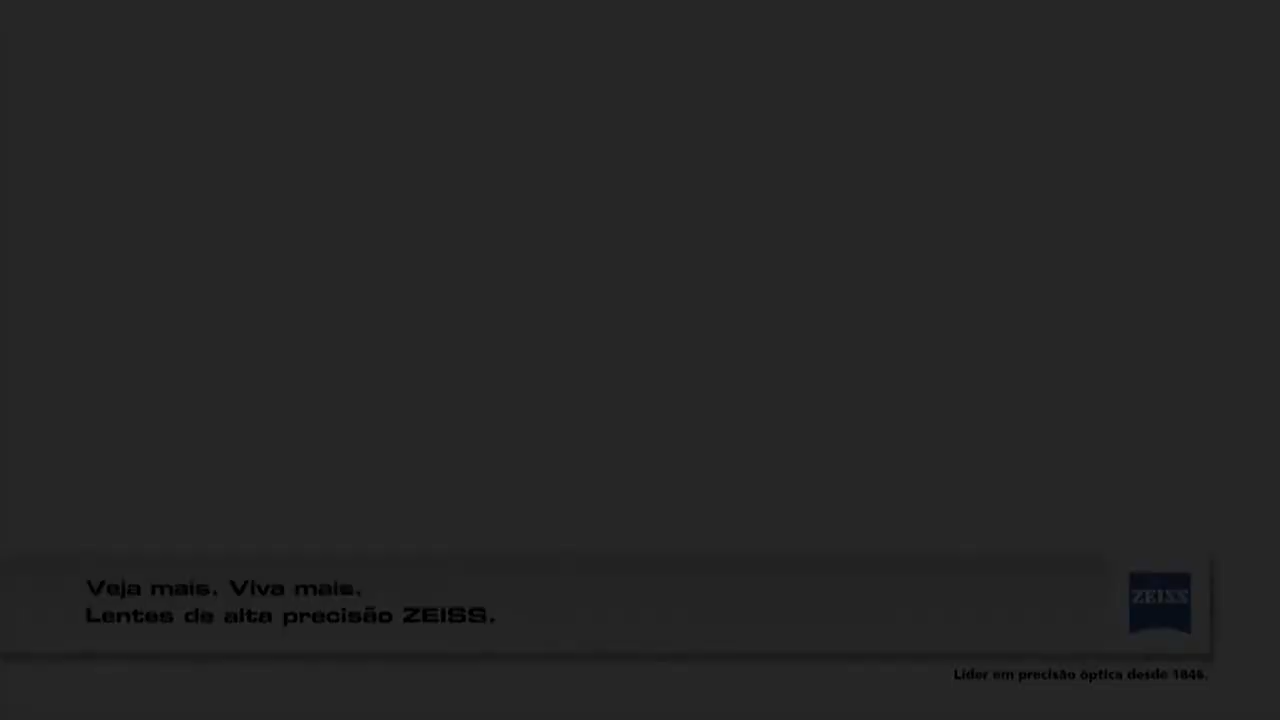 Veja mais. Viva mais.
Lentes de alta precisão ZEISS.
ZEISS
Líder em precisão óptica desde 1846.